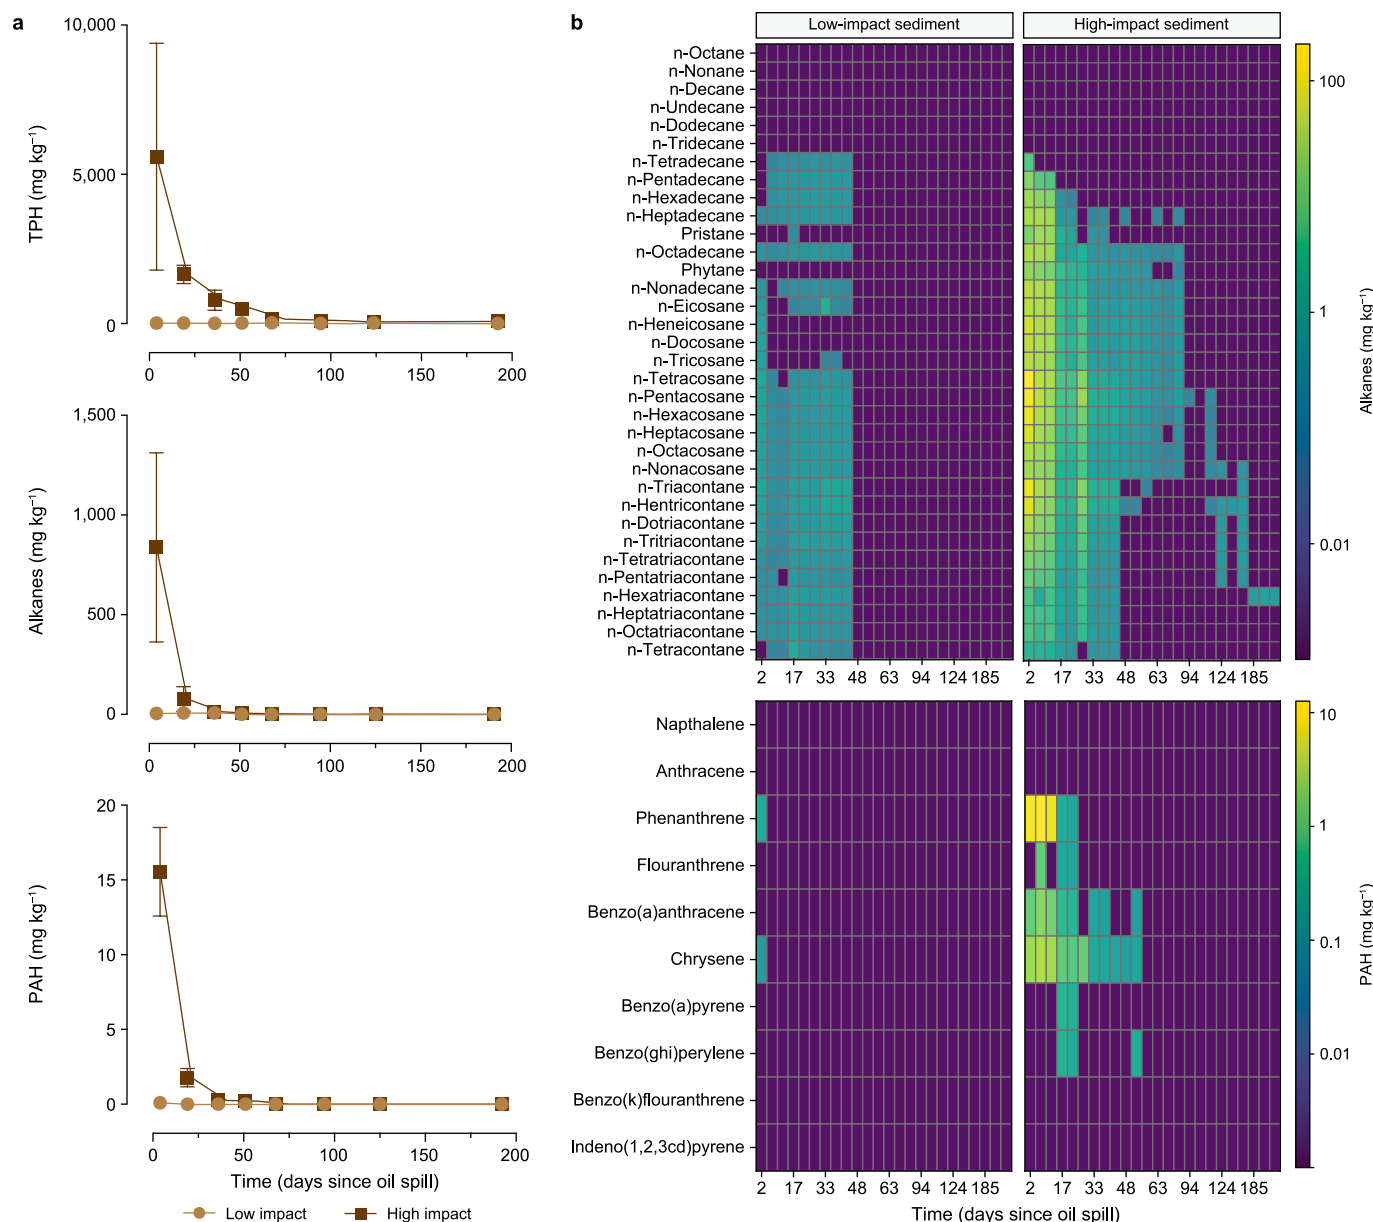 a
10,000
5,000
0
TPH (mg kg⁻¹)
0 50 100 150 200
1,500
1,000
500
0
Alkanes (mg kg⁻¹)
0 50 100 150 200
20
15
10
5
0
PAH (mg kg⁻¹)
0 50 100 150 200
Time (days since oil spill)
Low impact High impact
b
Low-impact sediment High-impact sediment
n-Octane
n-Nonane
n-Decane
n-Undecane
n-Dodecane
n-Tridecane
n-Tetradecane
n-Pentadecane
n-Hexadecane
n-Heptadecane
Pristane
n-Octadecane
Phytane
n-Nonadecane
n-Eicosane
n-Heneicosane
n-Docosane
n-Tricosane
n-Tetracosane
n-Pentacosane
n-Hexacosane
n-Heptacosane
n-Octacosane
n-Nonacosane
n-Triacontane
n-Hentricontane
n-Dotriacontane
n-Tritriacontane
n-Tetratriacontane
n-Pentatriacontane
n-Hexatriacontane
n-Heptatriacontane
n-Octatriacontane
n-Tetracontane
2 17 33 48 63 94 124 185
2 17 33 48 63 94 124 185
100
1
0.01
Alkanes (mg kg⁻¹)
Napthalene
Anthracene
Phenanthrene
Flouranthrene
Benzo(a)anthracene
Chrysene
Benzo(a)pyrene
Benzo(ghi)perylene
Benzo(k)flouranthrene
Indeno(1,2,3cd)pyrene
2 17 33 48 63 94 124 185
2 17 33 48 63 94 124 185
Time (days since oil spill)
10
1
0.1
0.01
PAH (mg kg⁻¹)